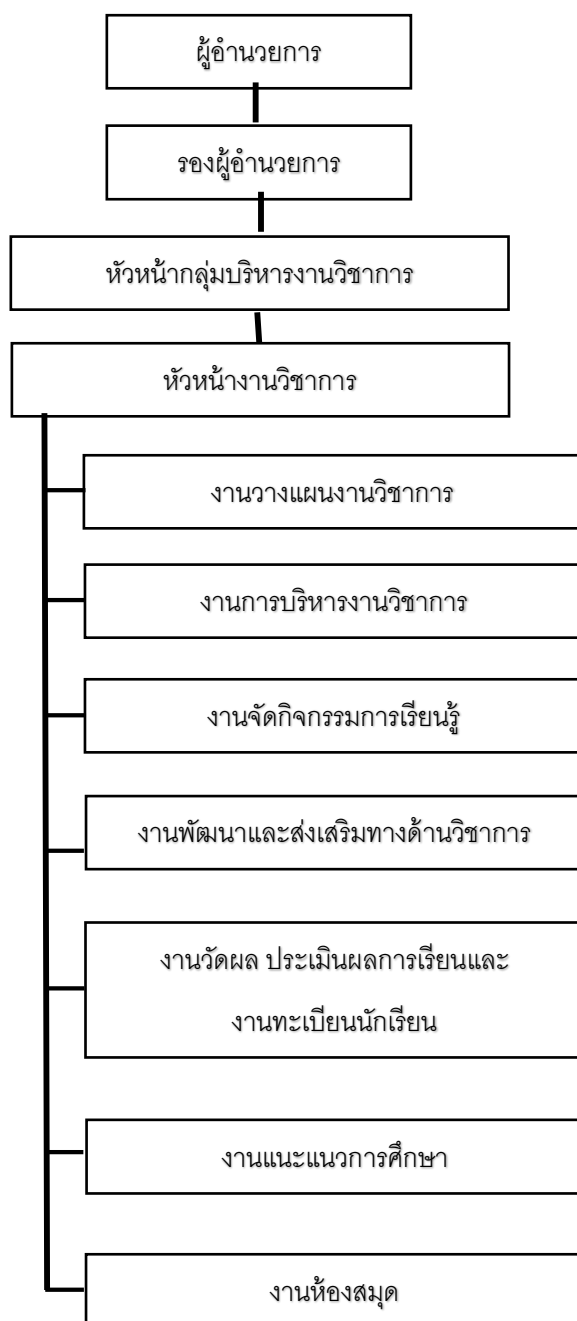 ผู้อำนวยการ
รองผู้อำนวยการ
หัวหน้ากลุ่มบริหารงานวิชาการ
หัวหน้างานวิชาการ
งานวางแผนงานวิชาการ
งานการบริหารงานวิชาการ
งานจัดกิจกรรมการเรียนรู้
งานพัฒนาและส่งเสริมทางด้านวิชาการ
งานวัดผล ประเมินผลการเรียนและ
งานทะเบียนนักเรียน
งานแนะแนวการศึกษา
งานห้องสมุด